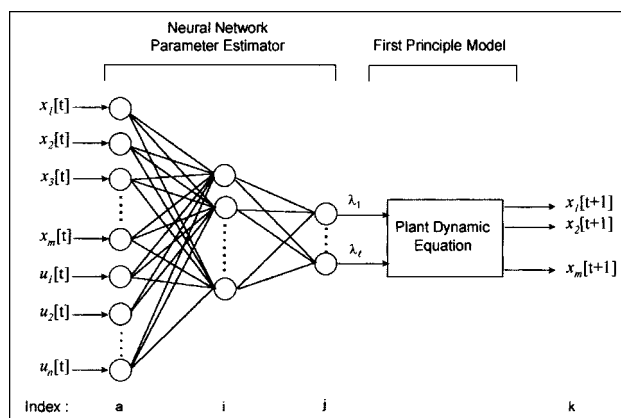 Neural Network
Parameter Estimator
First Principle Model
x₁[t]
x₂[t]
x₃[t]
xₘ[t]
u₁[t]
u₂[t]
uₙ[t]
λ₁
λℓ
Plant Dynamic
Equation
x₁[t+1]
x₂[t+1]
xₘ[t+1]
Index : a i j k